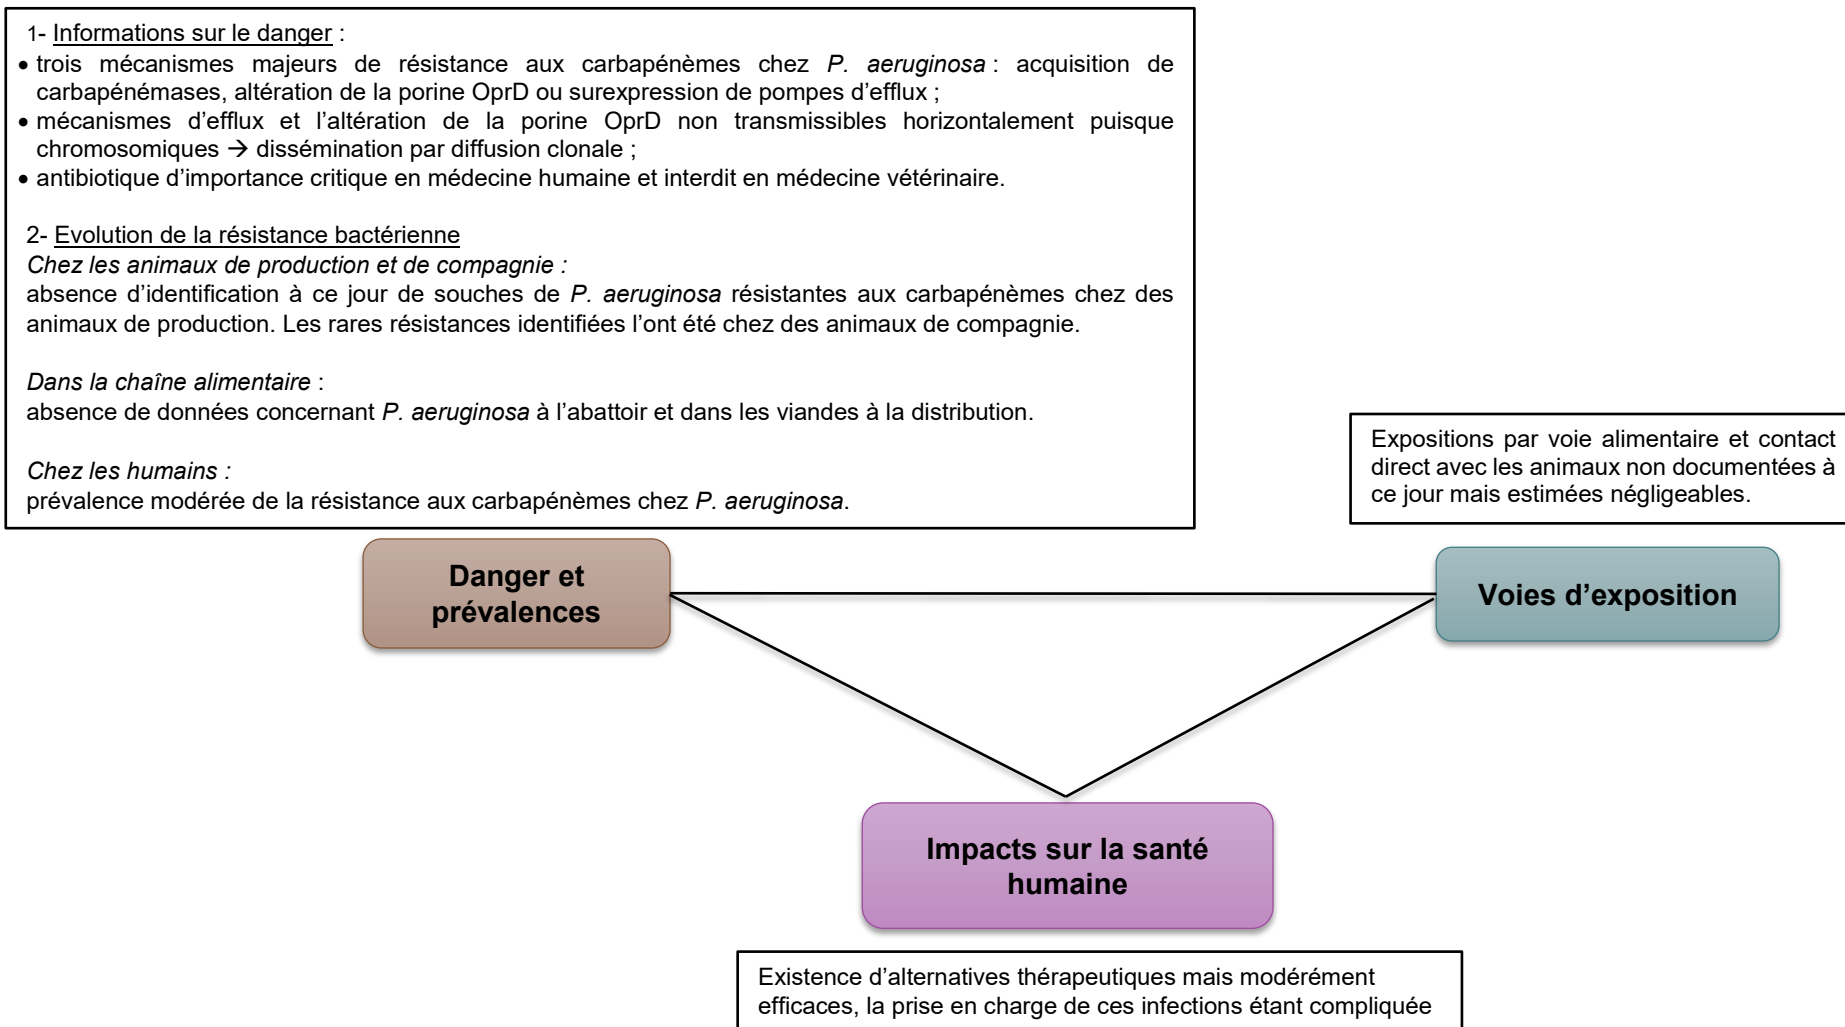 1- Informations sur le danger :
• trois mécanismes majeurs de résistance aux carbapénèmes chez P. aeruginosa : acquisition de
carbapénémases, altération de la porine OprD ou surexpression de pompes d’efflux ;
• mécanismes d’efflux et l’altération de la porine OprD non transmissibles horizontalement puisque
chromosomiques → dissémination par diffusion clonale ;
• antibiotique d’importance critique en médecine humaine et interdit en médecine vétérinaire.
2- Evolution de la résistance bactérienne
Chez les animaux de production et de compagnie :
absence d’identification à ce jour de souches de P. aeruginosa résistantes aux carbapénèmes chez des
animaux de production. Les rares résistances identifiées l’ont été chez des animaux de compagnie.
Dans la chaîne alimentaire :
absence de données concernant P. aeruginosa à l’abattoir et dans les viandes à la distribution.
Chez les humains :
prévalence modérée de la résistance aux carbapénèmes chez P. aeruginosa.
Expositions par voie alimentaire et contact
direct avec les animaux non documentées à
ce jour mais estimées négligeables.
Danger et
prévalences
Voies d’exposition
Impacts sur la santé
humaine
Existence d’alternatives thérapeutiques mais modérément
efficaces, la prise en charge de ces infections étant compliquée